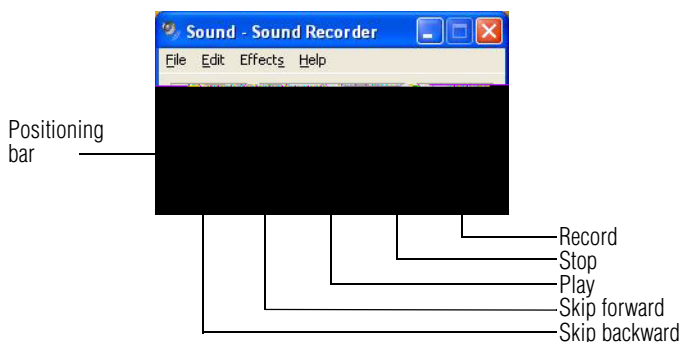 Sound - Sound Recorder
File Edit Effects Help
Positioning
bar
Record
Stop
Play
Skip forward
Skip backward